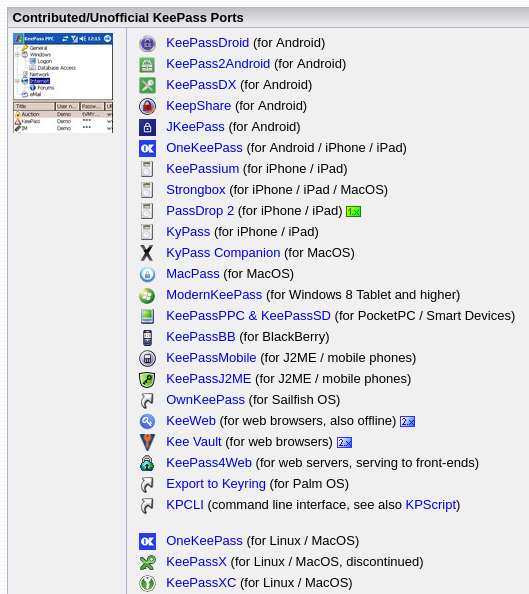 Contributed/Unofficial KeePass Ports
KeePass PPC 12:15
General
Windows
Logon
Database Access
Network
Internet
Forums
eMail
Title User n... Passw...
Auction Demo
KeePass Demo ***
IM Demo ***
KeePassDroid (for Android)
KeePass2Android (for Android)
KeePassDX (for Android)
KeepShare (for Android)
JKeePass (for Android)
OK OneKeePass (for Android / iPhone / iPad)
KeePassium (for iPhone / iPad)
Strongbox (for iPhone / iPad / MacOS)
PassDrop 2 (for iPhone / iPad) 1.x
KyPass (for iPhone / iPad)
KyPass Companion (for MacOS)
MacPass (for MacOS)
ModernKeePass (for Windows 8 Tablet and higher)
KeePassPPC & KeePassSD (for PocketPC / Smart Devices)
KeePassBB (for BlackBerry)
KeePassMobile (for J2ME / mobile phones)
KeePassJ2ME (for J2ME / mobile phones)
OwnKeePass (for Sailfish OS)
KeeWeb (for web browsers, also offline) 2.x
Kee Vault (for web browsers) 2.x
KeePass4Web (for web servers, serving to front-ends)
Export to Keyring (for Palm OS)
KPCLI (command line interface, see also KPScript)
OK OneKeePass (for Linux / MacOS)
KeePassX (for Linux / MacOS, discontinued)
KeePassXC (for Linux / MacOS)